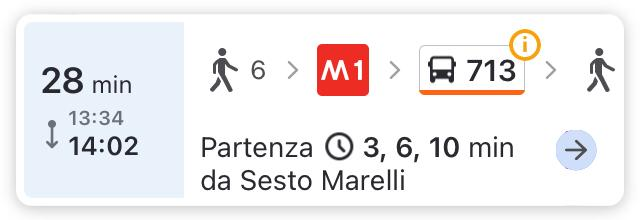 28 min
13:34
14:02
6 M1 713 i
Partenza 3, 6, 10 min
da Sesto Marelli